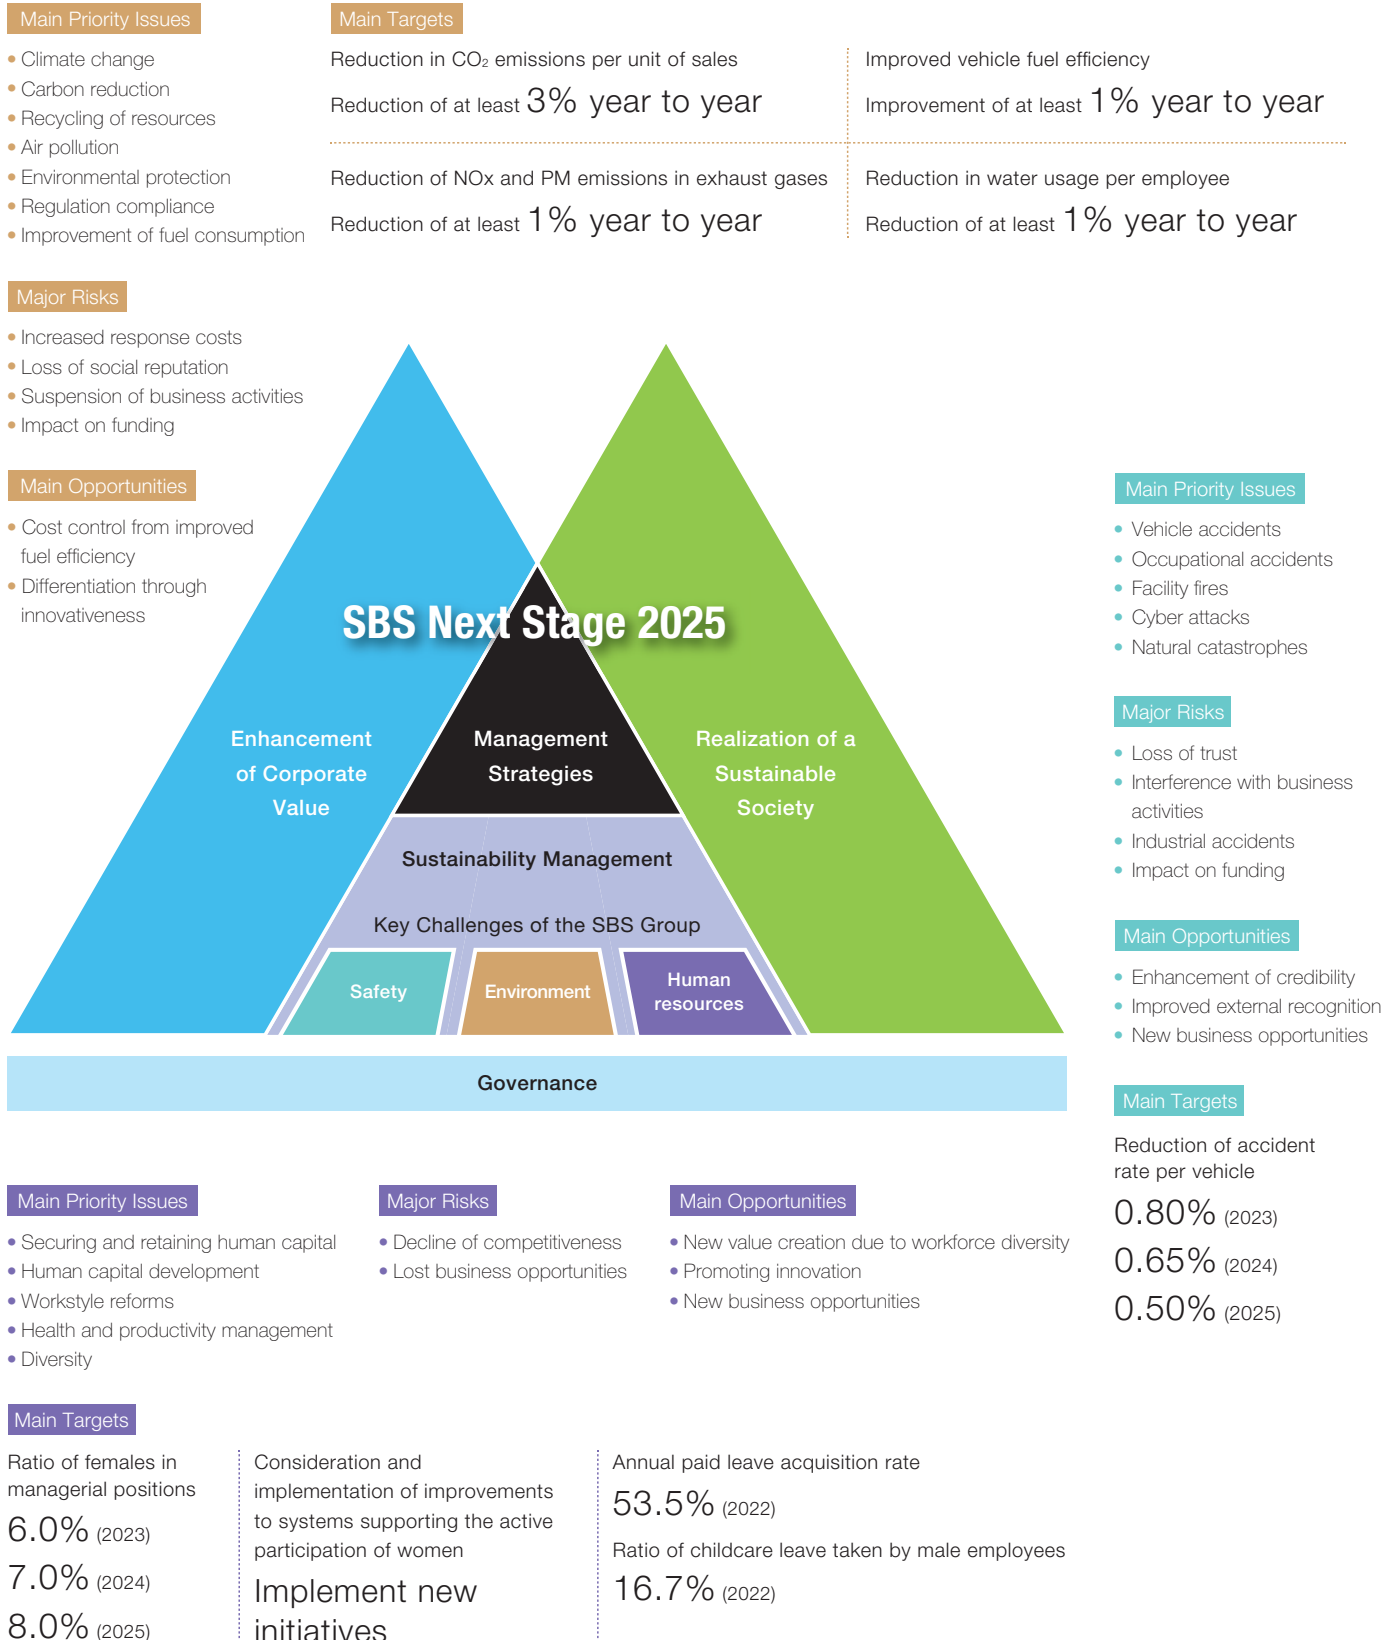 Main Priority Issues
• Climate change
• Carbon reduction
• Recycling of resources
• Air pollution
• Environmental protection
• Regulation compliance
• Improvement of fuel consumption
Main Targets
Reduction in CO₂ emissions per unit of sales
Reduction of at least 3% year to year
Improved vehicle fuel efficiency
Improvement of at least 1% year to year
Reduction of NOx and PM emissions in exhaust gases
Reduction of at least 1% year to year
Reduction in water usage per employee
Reduction of at least 1% year to year
Major Risks
• Increased response costs
• Loss of social reputation
• Suspension of business activities
• Impact on funding
Main Opportunities
• Cost control from improved
fuel efficiency
• Differentiation through
innovativeness
SBS Next Stage 2025
Enhancement
of Corporate
Value
Management
Strategies
Realization of a
Sustainable
Society
Sustainability Management
Key Challenges of the SBS Group
Safety
Environment
Human
resources
Governance
Main Priority Issues
• Vehicle accidents
• Occupational accidents
• Facility fires
• Cyber attacks
• Natural catastrophes
Major Risks
• Loss of trust
• Interference with business
activities
• Industrial accidents
• Impact on funding
Main Opportunities
• Enhancement of credibility
• Improved external recognition
• New business opportunities
Main Targets
Reduction of accident
rate per vehicle
0.80% (2023)
0.65% (2024)
0.50% (2025)
Main Priority Issues
• Securing and retaining human capital
• Human capital development
• Workstyle reforms
• Health and productivity management
• Diversity
Major Risks
• Decline of competitiveness
• Lost business opportunities
Main Opportunities
• New value creation due to workforce diversity
• Promoting innovation
• New business opportunities
Main Targets
Ratio of females in
managerial positions
6.0% (2023)
7.0% (2024)
8.0% (2025)
Consideration and
implementation of improvements
to systems supporting the active
participation of women
Implement new
initiatives
Annual paid leave acquisition rate
53.5% (2022)
Ratio of childcare leave taken by male employees
16.7% (2022)